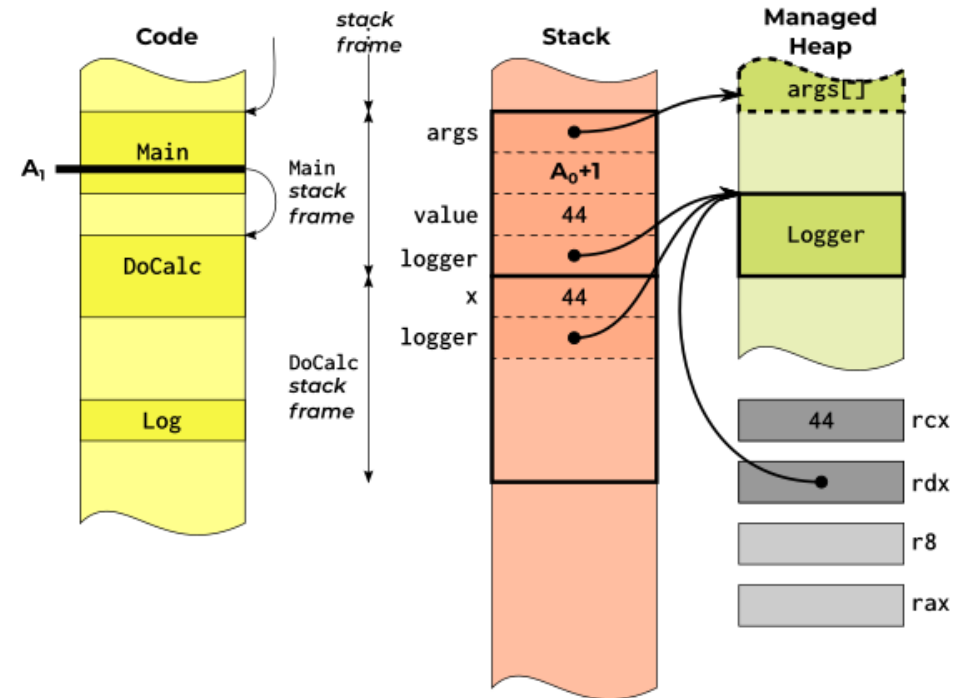 Code
stack
frame
Stack
Managed
Heap
args[]
args
Main
A₁
Main
stack
frame
A₀+1
value
44
logger
Logger
DoCalc
x
44
logger
DoCalc
stack
frame
Log
44
rcx
rdx
r8
rax